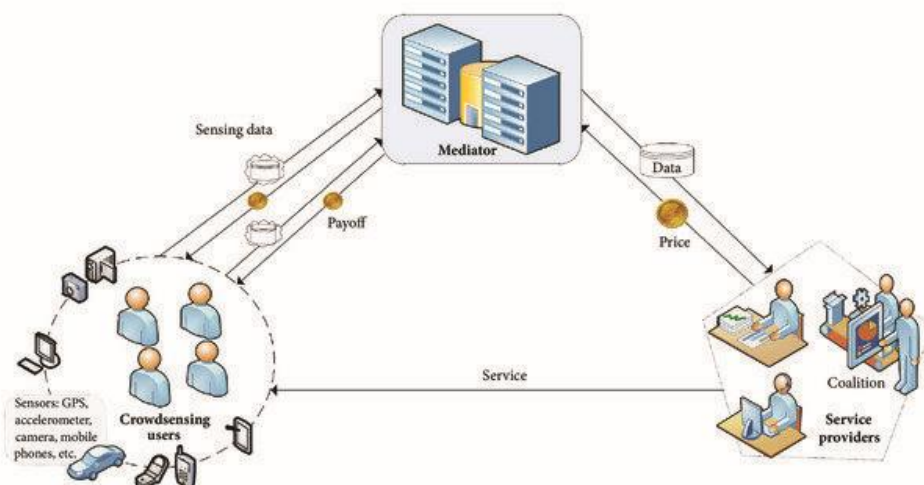 Mediator
Sensing data
Payoff
Data
Price
Service
Sensors: GPS,
accelerometer,
camera, mobile
phones, etc.
Crowdsensing
users
Coalition
Service
providers